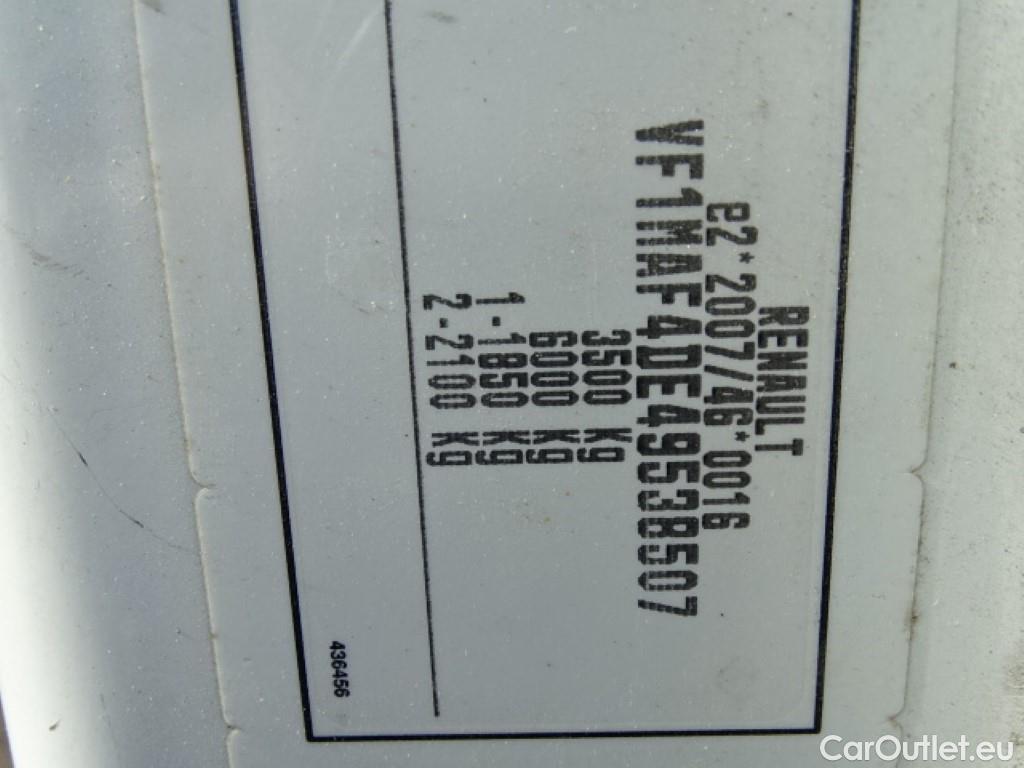 RENAULT
e2*2007/46*0016
VF1MAF4DE49538507
3500 Kg
6000 Kg
1-1850 Kg
2-2100 Kg
436456
CarOutlet.eu